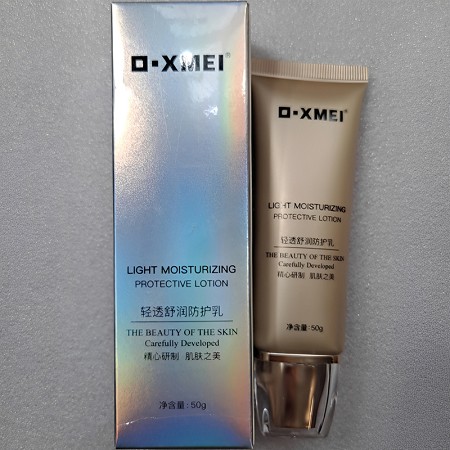 口·XMEI®
LIGHT MOISTURIZING
PROTECTIVE LOTION
轻透舒润防护乳
THE BEAUTY OF THE SKIN
Carefully Developed
精心研制 肌肤之美
净含量:50g
口·XMEI®
LIGHT MOISTURIZING
PROTECTIVE LOTION
轻透舒润防护乳
THE BEAUTY OF THE SKIN
Carefully Developed
精心研制 肌肤之美
净含量:50g